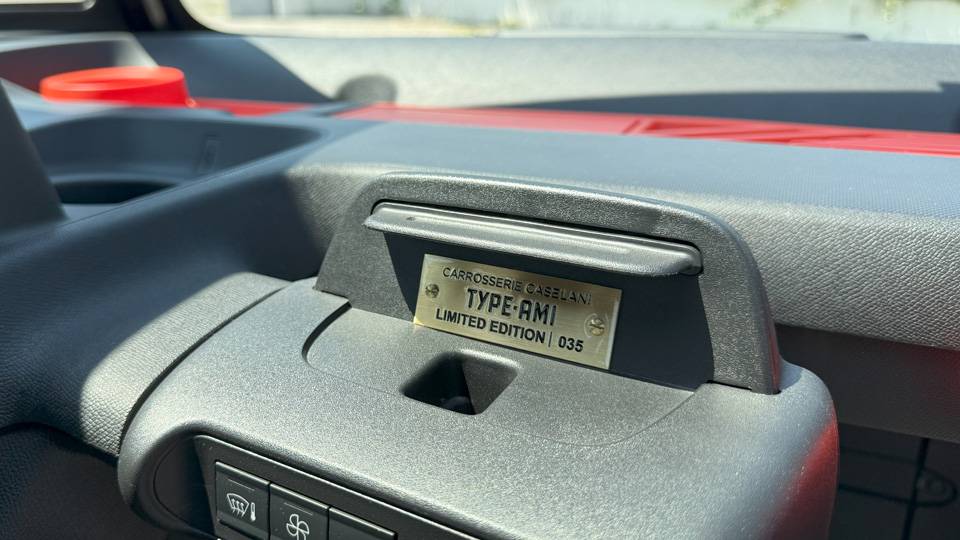 CARROSSERIE CASELANI
TYPE·AMI
LIMITED EDITION | 035